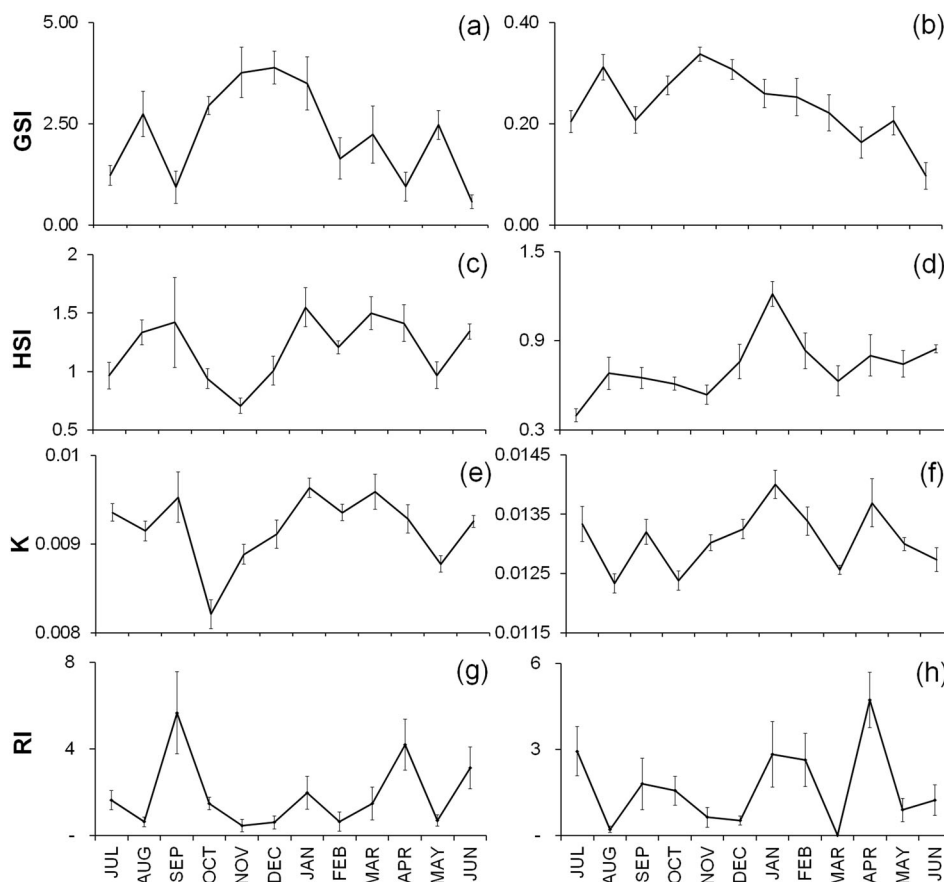 (a)
5.00
2.50
0.00
GSI
(b)
0.40
0.20
0.00
(c)
2
1.5
1
0.5
HSI
(d)
1.5
0.9
0.3
(e)
0.01
0.009
0.008
K
(f)
0.0145
0.0135
0.0125
0.0115
(g)
8
4
-
RI
(h)
6
3
-
JUL AUG SEP OCT NOV DEC JAN FEB MAR APR MAY JUN
JUL AUG SEP OCT NOV DEC JAN FEB MAR APR MAY JUN